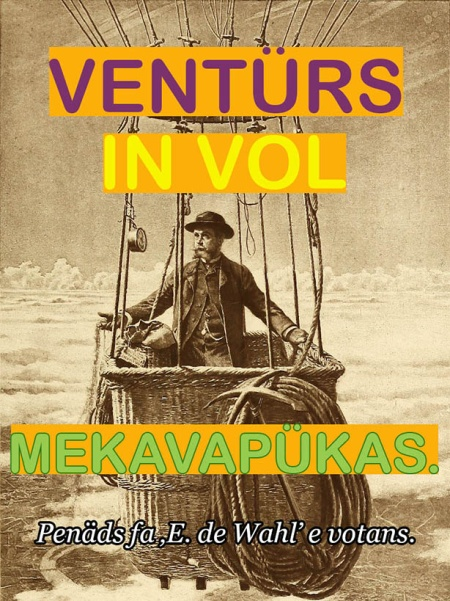 VENTÜRS
IN VOL
MEKAVAPÜKAS.
Penäds fa ‚E. de Wahl’ e votans.